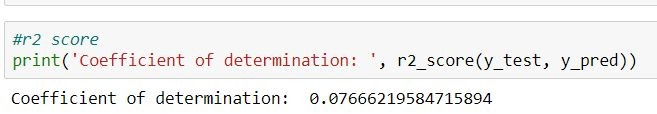 #r2 score
print('Coefficient of determination: ', r2_score(y_test, y_pred))
Coefficient of determination:  0.07666219584715894